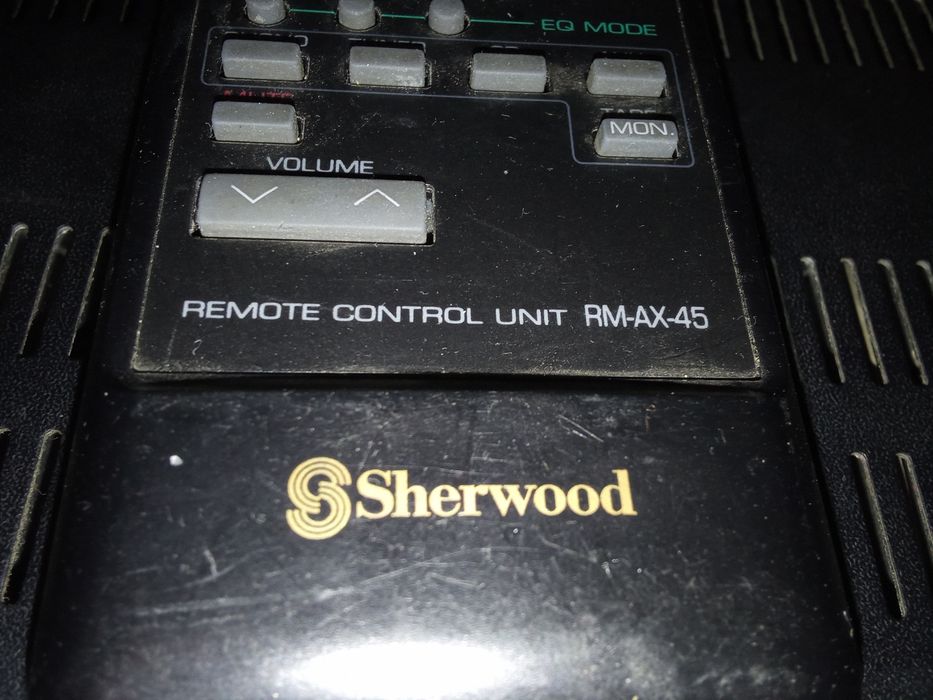 EQ MODE
MON.
VOLUME
REMOTE CONTROL UNIT RM-AX-45
Sherwood